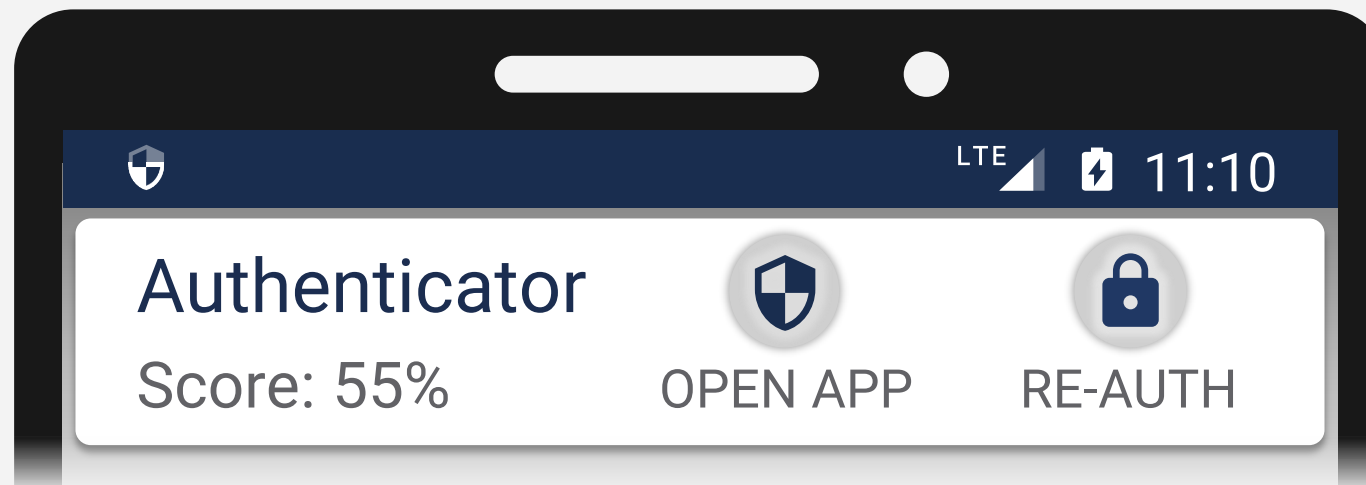 LTE 11:10
Authenticator
Score: 55%
OPEN APP
RE-AUTH